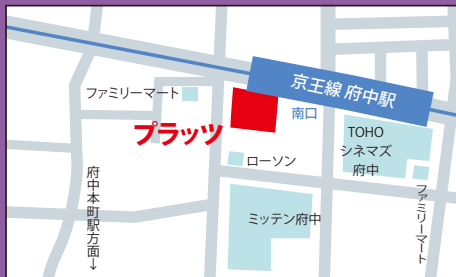 京王線 府中駅
ファミリーマート
南口
プラッツ
TOHO
シネマズ
府中
ローソン
ファミリーマート
府中本町駅方面↓
ミッテン府中